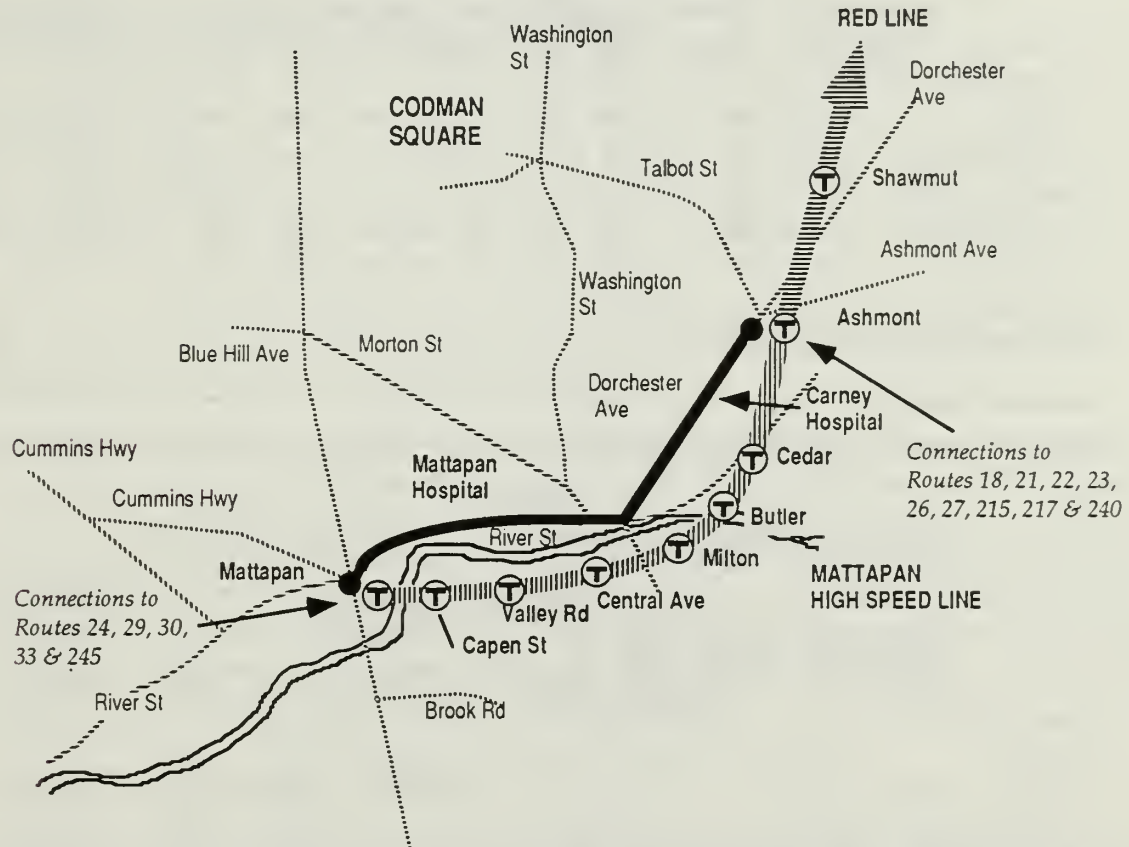 RED LINE
Washington
St
Dorchester
Ave
CODMAN
SQUARE
Talbot St
T
Shawmut
Ashmont Ave
Washington
St
T
Ashmont
Morton St
Blue Hill Ave
Dorchester
Ave
Carney
Hospital
Cummins Hwy
Mattapan
Hospital
T
Cedar
Connections to
Routes 18, 21, 22, 23,
26, 27, 215, 217 & 240
Cummins Hwy
T
Butler
River St
T
Milton
Mattapan
MATTAPAN
HIGH SPEED LINE
T
T
T
T
Central Ave
Valley Rd
Connections to
Routes 24, 29, 30,
33 & 245
Capen St
River St
Brook Rd